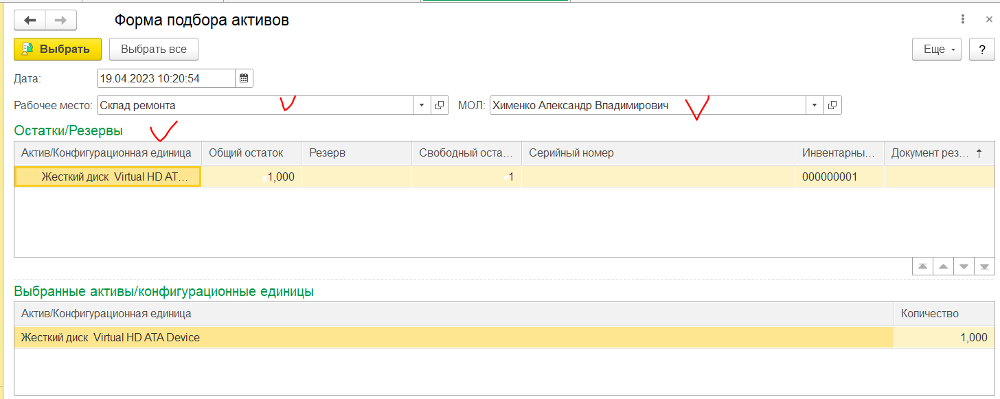 Форма подбора активов
Выбрать Выбрать все Еще ?
Дата: 19.04.2023 10:20:54
Рабочее место: Склад ремонта МОЛ: Хименко Александр Владимирович
Остатки/Резервы
Актив/Конфигурационная единица Общий остаток Резерв Свободный оста... Серийный номер Инвентарны... Документ рез...
Жесткий диск Virtual HD AT... 1,000 1 000000001
Выбранные активы/конфигурационные единицы
Актив/Конфигурационная единица Количество
Жесткий диск Virtual HD ATA Device 1,000